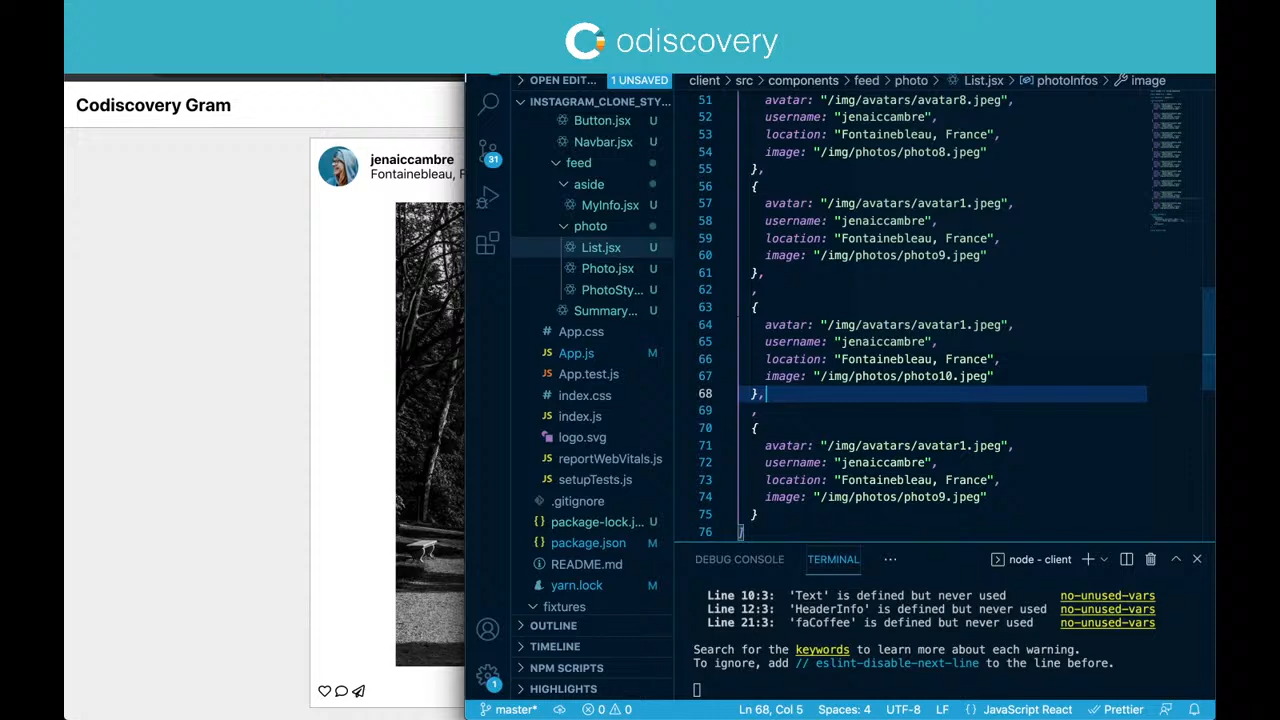 odiscovery
Codiscovery Gram
jenaiccambre
Fontainebleau, F
OPEN EDIT... 1 UNSAVED
INSTAGRAM_CLONE_STY...
Button.jsx U
Navbar.jsx U
feed
aside
MyInfo.jsx U
photo
List.jsx U
Photo.jsx U
PhotoSty... U
Summary... U
App.css
JS App.js M
JS App.test.js
index.css
JS index.js
logo.svg
JS reportWebVitals.js
JS setupTests.js
.gitignore
{} package-lock.j... U
{} package.json M
README.md
yarn.lock M
fixtures
OUTLINE
TIMELINE
NPM SCRIPTS
HIGHLIGHTS
31
1
client > src > components > feed > photo > List.jsx > photoInfos > image
51 avatar: "/img/avatars/avatar8.jpeg",
52 username: "jenaiccambre",
53 location: "Fontainebleau, France",
54 image: "/img/photos/photo8.jpeg"
55 },
56 {
57 avatar: "/img/avatars/avatar1.jpeg",
58 username: "jenaiccambre",
59 location: "Fontainebleau, France",
60 image: "/img/photos/photo9.jpeg"
61 },
62 ,
63 {
64 avatar: "/img/avatars/avatar1.jpeg",
65 username: "jenaiccambre",
66 location: "Fontainebleau, France",
67 image: "/img/photos/photo10.jpeg"
68 },
69 ,
70 {
71 avatar: "/img/avatars/avatar1.jpeg",
72 username: "jenaiccambre",
73 location: "Fontainebleau, France",
74 image: "/img/photos/photo9.jpeg"
75 }
76 ]
DEBUG CONSOLE TERMINAL ... node - client
Line 10:3: 'Text' is defined but never used no-unused-vars
Line 12:3: 'HeaderInfo' is defined but never used no-unused-vars
Line 21:3: 'faCoffee' is defined but never used no-unused-vars
Search for the keywords to learn more about each warning.
To ignore, add // eslint-disable-next-line to the line before.
master* 0 0 Ln 68, Col 5 Spaces: 4 UTF-8 LF {} JavaScript React Prettier